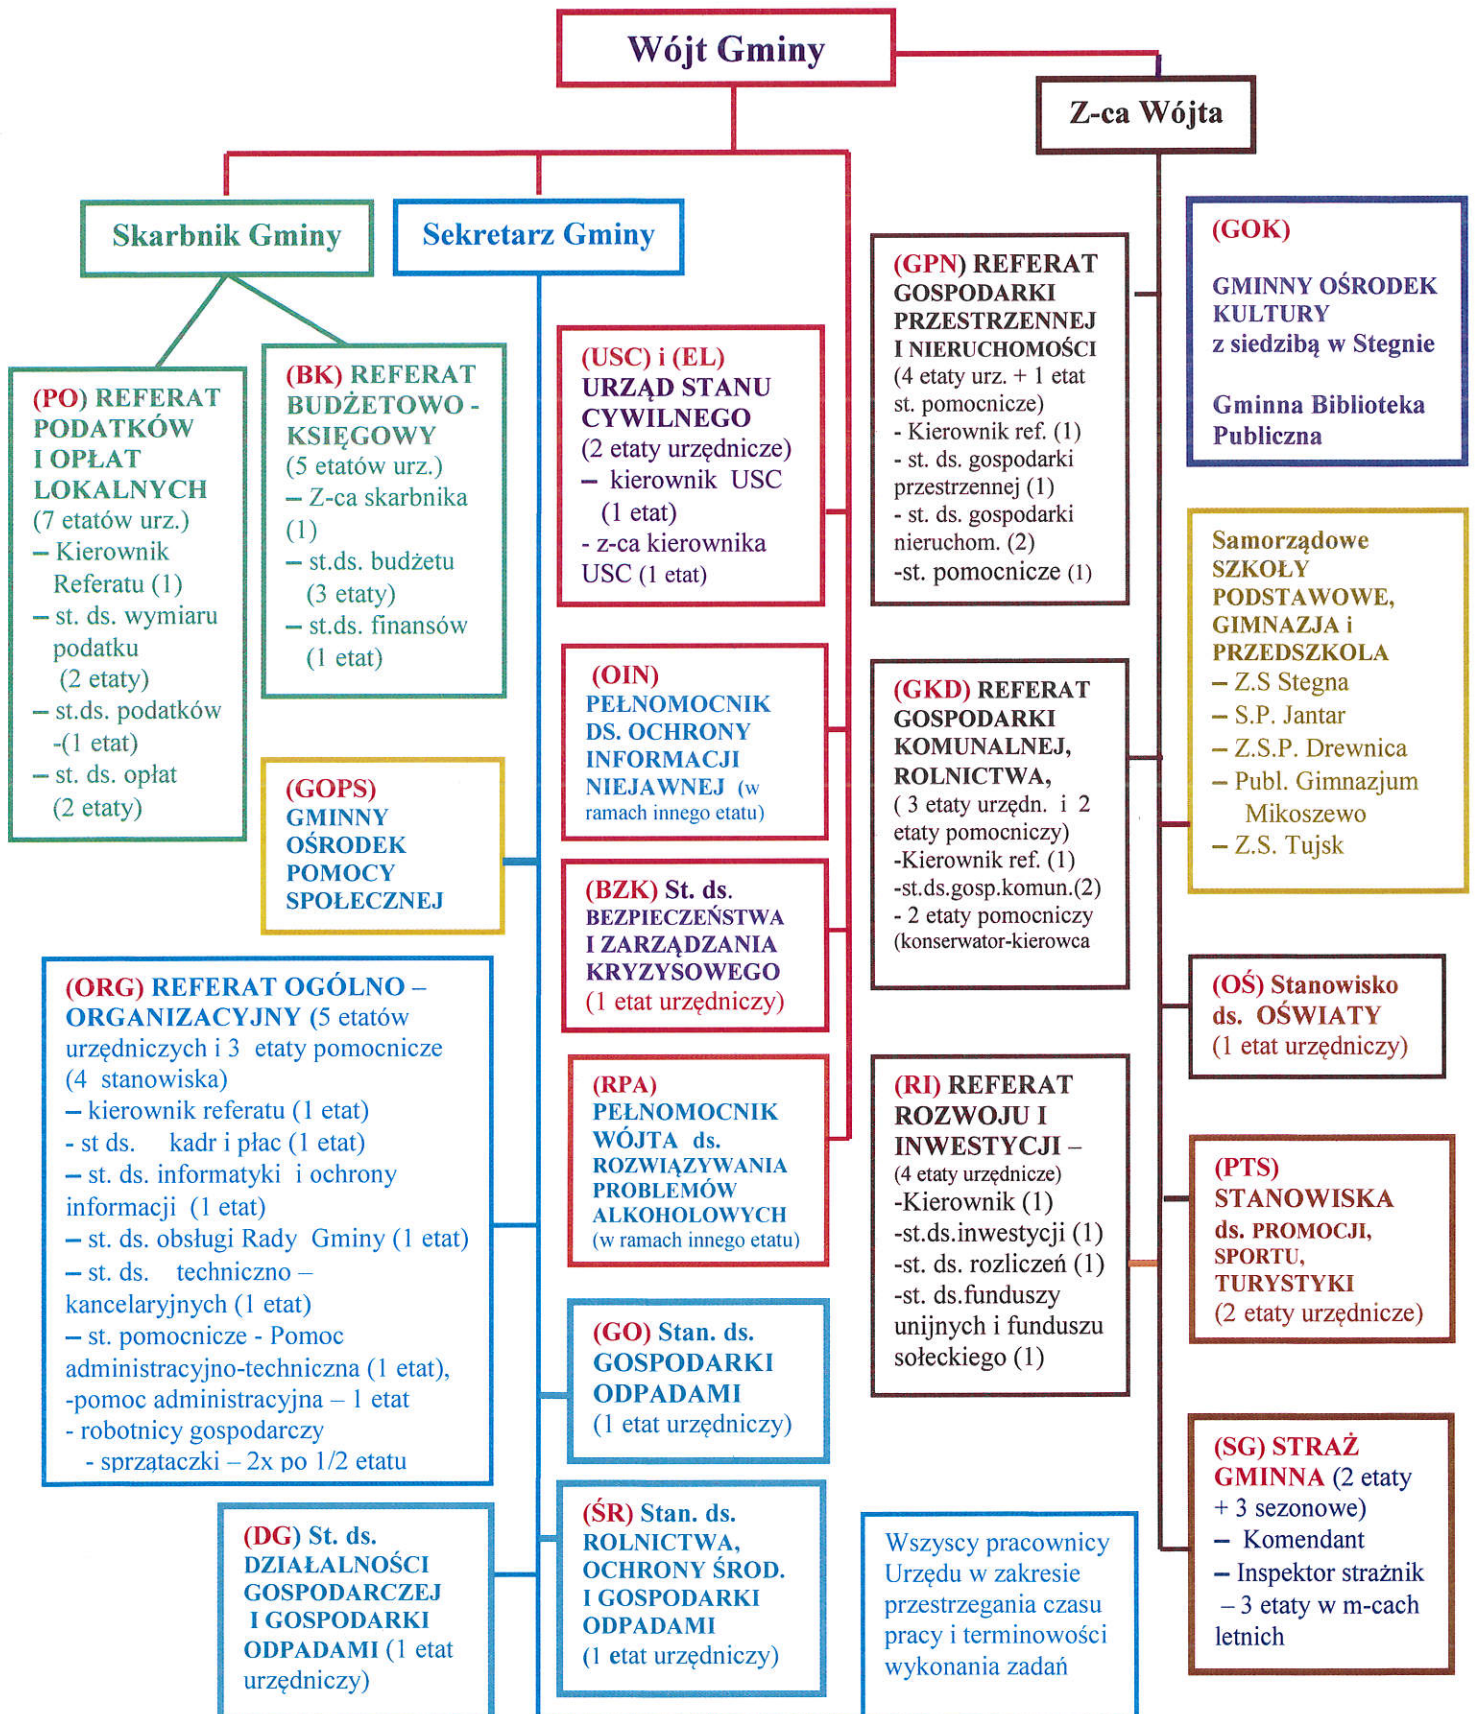 Wójt Gminy
Z-ca Wójta
Skarbnik Gminy
Sekretarz Gminy
(PO) REFERAT
PODATKÓW
I OPŁAT
LOKALNYCH
(7 etatów urz.)
– Kierownik
Referatu (1)
– st. ds. wymiaru
podatku
(2 etaty)
– st.ds. podatków
-(1 etat)
– st. ds. opłat
(2 etaty)
(BK) REFERAT
BUDŻETOWO -
KSIĘGOWY
(5 etatów urz.)
– Z-ca skarbnika
(1)
– st.ds. budżetu
(3 etaty)
– st.ds. finansów
(1 etat)
(GOPS)
GMINNY
OŚRODEK
POMOCY
SPOŁECZNEJ
(ORG) REFERAT OGÓLNO –
ORGANIZACYJNY (5 etatów
urzędniczych i 3 etaty pomocnicze
(4 stanowiska)
– kierownik referatu (1 etat)
- st ds. kadr i płac (1 etat)
– st. ds. informatyki i ochrony
informacji (1 etat)
– st. ds. obsługi Rady Gminy (1 etat)
– st. ds. techniczno –
kancelaryjnych (1 etat)
– st. pomocnicze - Pomoc
administracyjno-techniczna (1 etat),
-pomoc administracyjna – 1 etat
- robotnicy gospodarczy
- sprzątaczki – 2x po 1/2 etatu
(DG) St. ds.
DZIAŁALNOŚCI
GOSPODARCZEJ
I GOSPODARKI
ODPADAMI (1 etat
urzędniczy)
(USC) i (EL)
URZĄD STANU
CYWILNEGO
(2 etaty urzędnicze)
– kierownik USC
(1 etat)
- z-ca kierownika
USC (1 etat)
(OIN)
PEŁNOMOCNIK
DS. OCHRONY
INFORMACJI
NIEJAWNEJ (w
ramach innego etatu)
(BZK) St. ds.
BEZPIECZEŃSTWA
I ZARZĄDZANIA
KRYZYSOWEGO
(1 etat urzędniczy)
(RPA)
PEŁNOMOCNIK
WÓJTA ds.
ROZWIĄZYWANIA
PROBLEMÓW
ALKOHOLOWYCH
(w ramach innego etatu)
(GO) Stan. ds.
GOSPODARKI
ODPADAMI
(1 etat urzędniczy)
(ŚR) Stan. ds.
ROLNICTWA,
OCHRONY ŚROD.
I GOSPODARKI
ODPADAMI
(1 etat urzędniczy)
(GPN) REFERAT
GOSPODARKI
PRZESTRZENNEJ
I NIERUCHOMOŚCI
(4 etaty urz. + 1 etat
st. pomocnicze)
- Kierownik ref. (1)
- st. ds. gospodarki
przestrzennej (1)
- st. ds. gospodarki
nieruchom. (2)
-st. pomocnicze (1)
(GKD) REFERAT
GOSPODARKI
KOMUNALNEJ,
ROLNICTWA,
( 3 etaty urzędn. i 2
etaty pomocniczy)
-Kierownik ref. (1)
-st.ds.gosp.komun.(2)
- 2 etaty pomocniczy
(konserwator-kierowca
(RI) REFERAT
ROZWOJU I
INWESTYCJI –
(4 etaty urzędnicze)
-Kierownik (1)
-st.ds.inwestycji (1)
-st. ds. rozliczeń (1)
-st. ds.funduszy
unijnych i funduszu
sołeckiego (1)
Wszyscy pracownicy
Urzędu w zakresie
przestrzegania czasu
pracy i terminowości
wykonania zadań
(GOK)
GMINNY OŚRODEK
KULTURY
z siedzibą w Stegnie
Gminna Biblioteka
Publiczna
Samorządowe
SZKOŁY
PODSTAWOWE,
GIMNAZJA i
PRZEDSZKOLA
– Z.S Stegna
– S.P. Jantar
– Z.S.P. Drewnica
– Publ. Gimnazjum
Mikoszewo
– Z.S. Tujsk
(OŚ) Stanowisko
ds. OŚWIATY
(1 etat urzędniczy)
(PTS)
STANOWISKA
ds. PROMOCJI,
SPORTU,
TURYSTYKI
(2 etaty urzędnicze)
(SG) STRAŻ
GMINNA (2 etaty
+ 3 sezonowe)
– Komendant
– Inspektor strażnik
– 3 etaty w m-cach
letnich